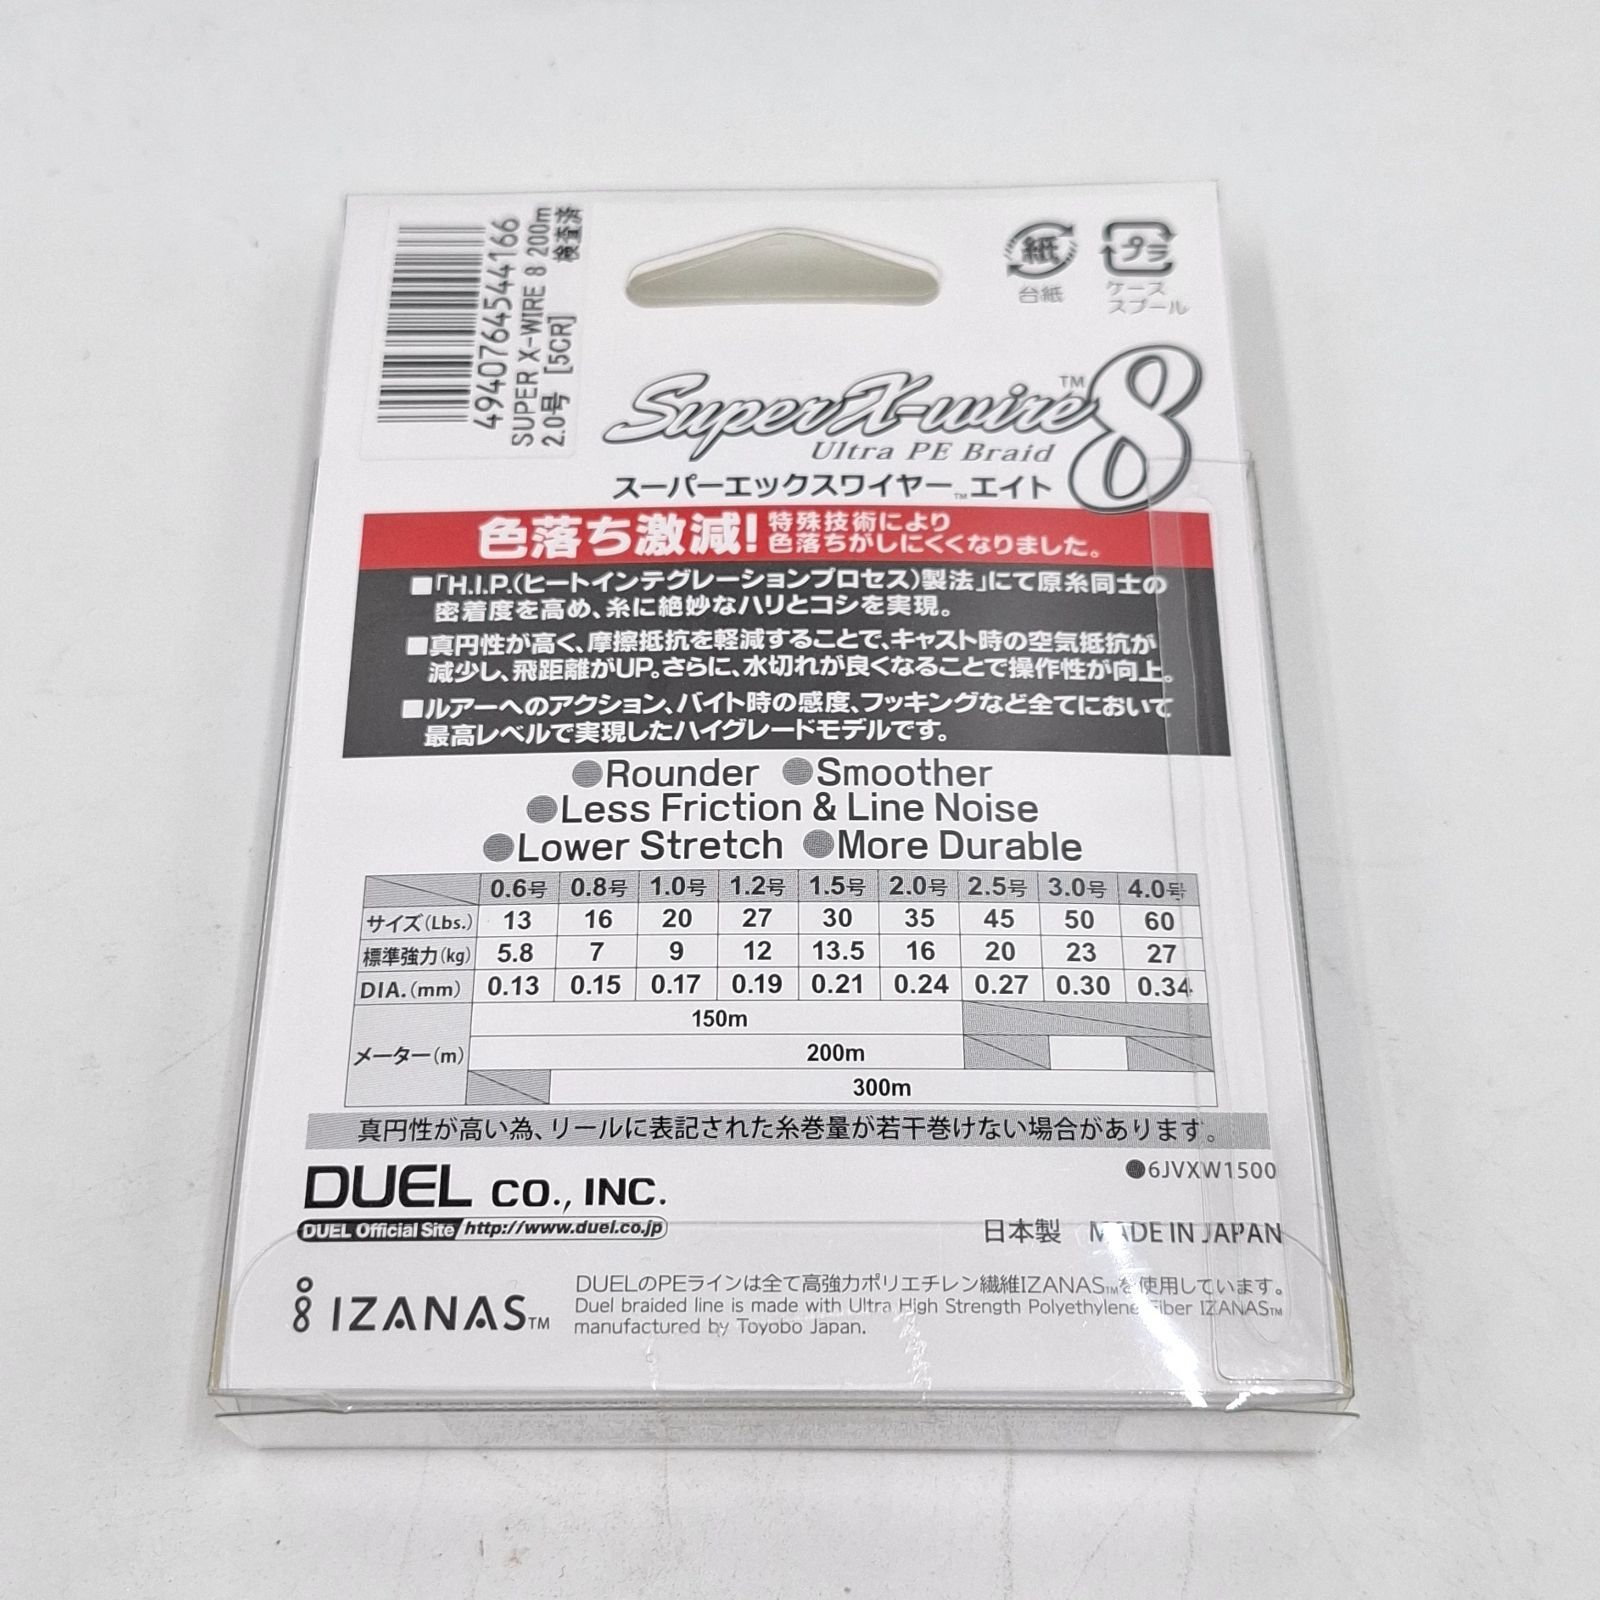 4940764544166
SUPER X-WIRE 8 200m
2.0号 [5CR] 検査済
紙
台紙
プラ
ケース
スプール
Super X-wire™ 8
Ultra PE Braid
スーパーエックスワイヤー™エイト
色落ち激減! 特殊技術により
色落ちがしにくくなりました。
■「H.I.P.(ヒートインテグレーションプロセス)製法」にて原糸同士の
密着度を高め、糸に絶妙なハリとコシを実現。
■真円性が高く、摩擦抵抗を軽減することで、キャスト時の空気抵抗が
減少し、飛距離がUP。さらに、水切れが良くなることで操作性が向上。
■ルアーへのアクション、バイト時の感度、フッキングなど全てにおいて
最高レベルで実現したハイグレードモデルです。
●Rounder ●Smoother
●Less Friction & Line Noise
●Lower Stretch ●More Durable
0.6号 0.8号 1.0号 1.2号 1.5号 2.0号 2.5号 3.0号 4.0号
サイズ(Lbs.) 13 16 20 27 30 35 45 50 60
標準強力(kg) 5.8 7 9 12 13.5 16 20 23 27
DIA.(mm) 0.13 0.15 0.17 0.19 0.21 0.24 0.27 0.30 0.34
150m
メーター(m) 200m
300m
真円性が高い為、リールに表記された糸巻量が若干巻けない場合があります。
DUEL CO., INC.
●6JVXW1500
DUEL Official Site http://www.duel.co.jp
日本製 MADE IN JAPAN
IZANAS™
DUELのPEラインは全て高強力ポリエチレン繊維IZANAS™を使用しています。
Duel braided line is made with Ultra High Strength Polyethylene Fiber IZANAS™
manufactured by Toyobo Japan.